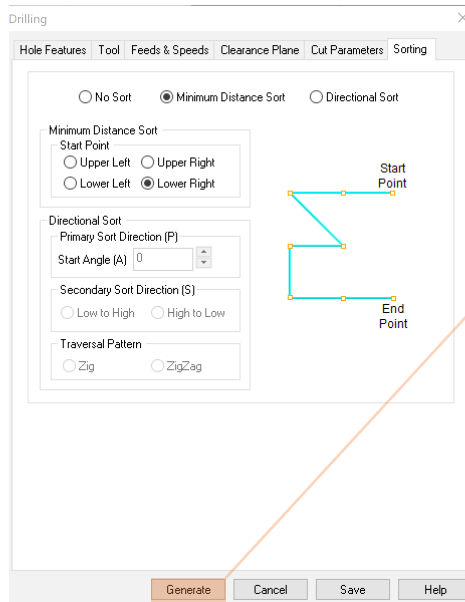 Drilling
Hole Features Tool Feeds & Speeds Clearance Plane Cut Parameters Sorting
No Sort Minimum Distance Sort Directional Sort
Minimum Distance Sort
Start Point
Upper Left Upper Right
Lower Left Lower Right
Directional Sort
Primary Sort Direction (P)
Start Angle (A) 0
Secondary Sort Direction (S)
Low to High High to Low
Traversal Pattern
Zig ZigZag
Start
Point
End
Point
Generate Cancel Save Help